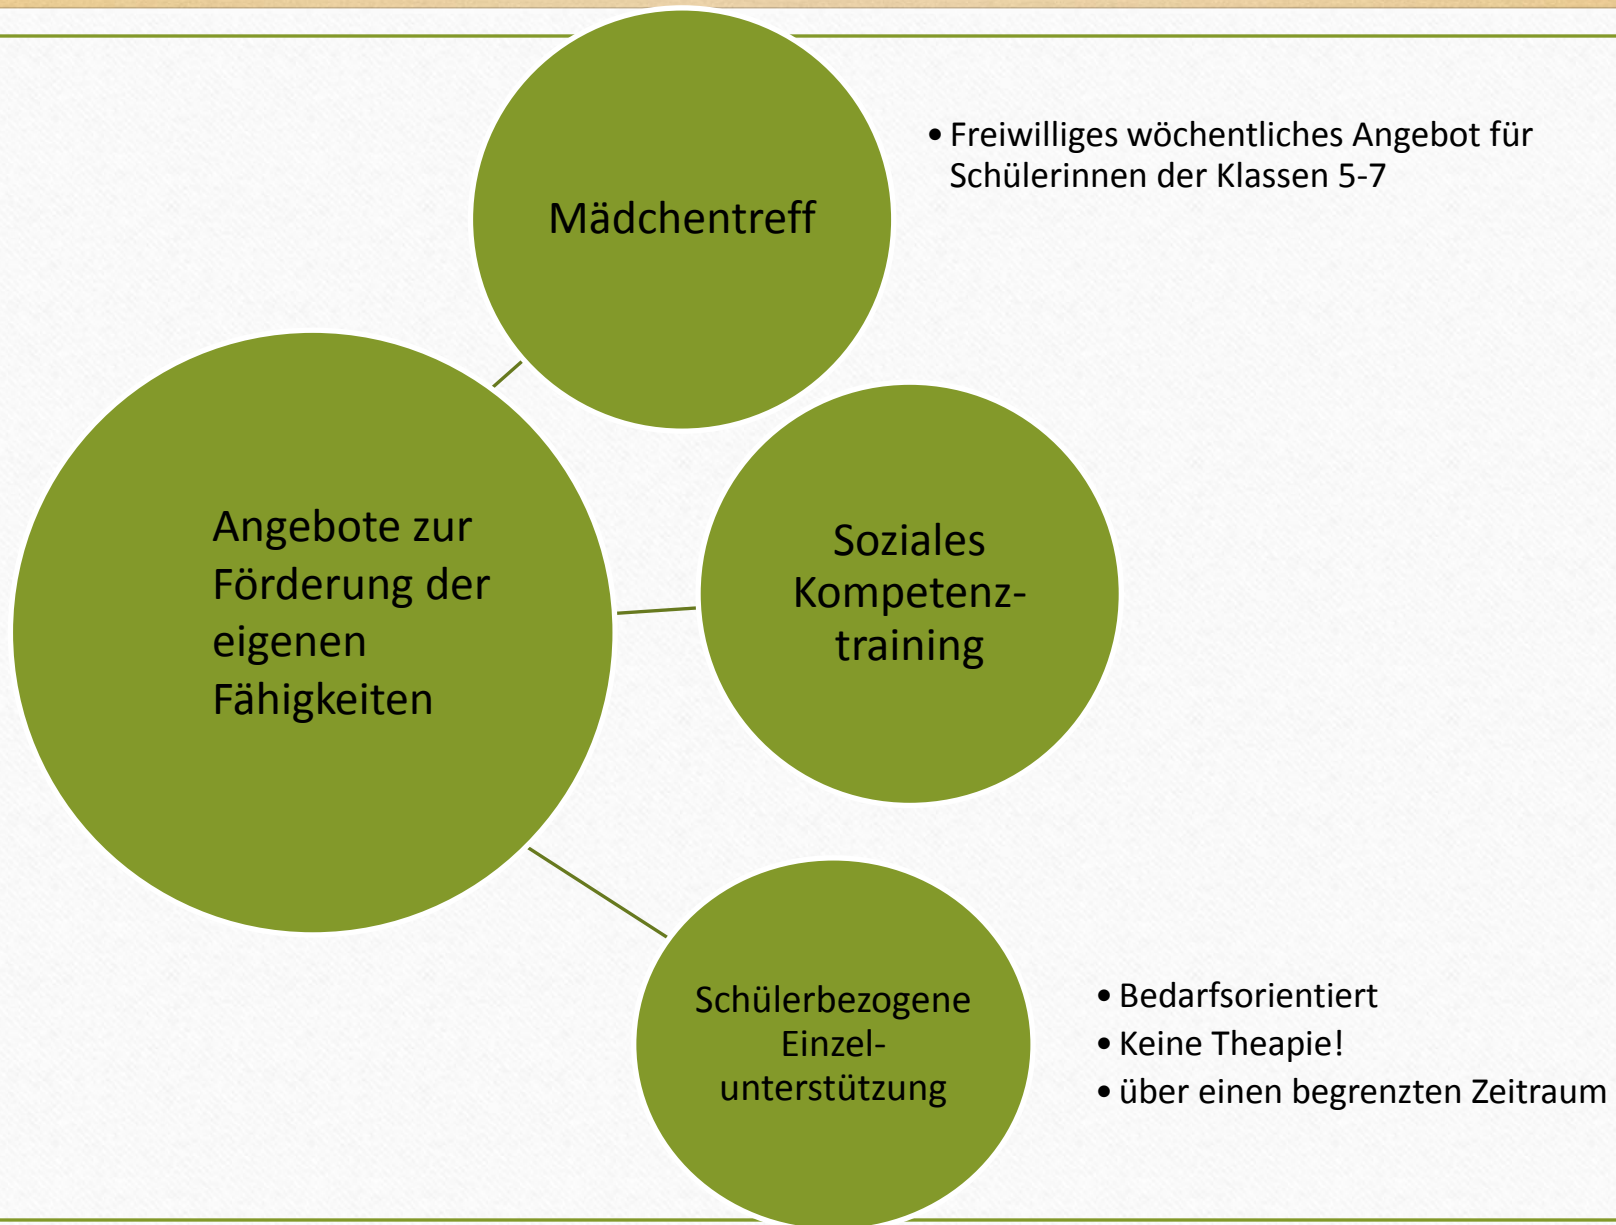 Mädchentreff
• Freiwilliges wöchentliches Angebot für
Schülerinnen der Klassen 5-7
Angebote zur
Förderung der
eigenen
Fähigkeiten
Soziales
Kompetenz-
training
Schülerbezogene
Einzel-
unterstützung
• Bedarfsorientiert
• Keine Theapie!
• über einen begrenzten Zeitraum